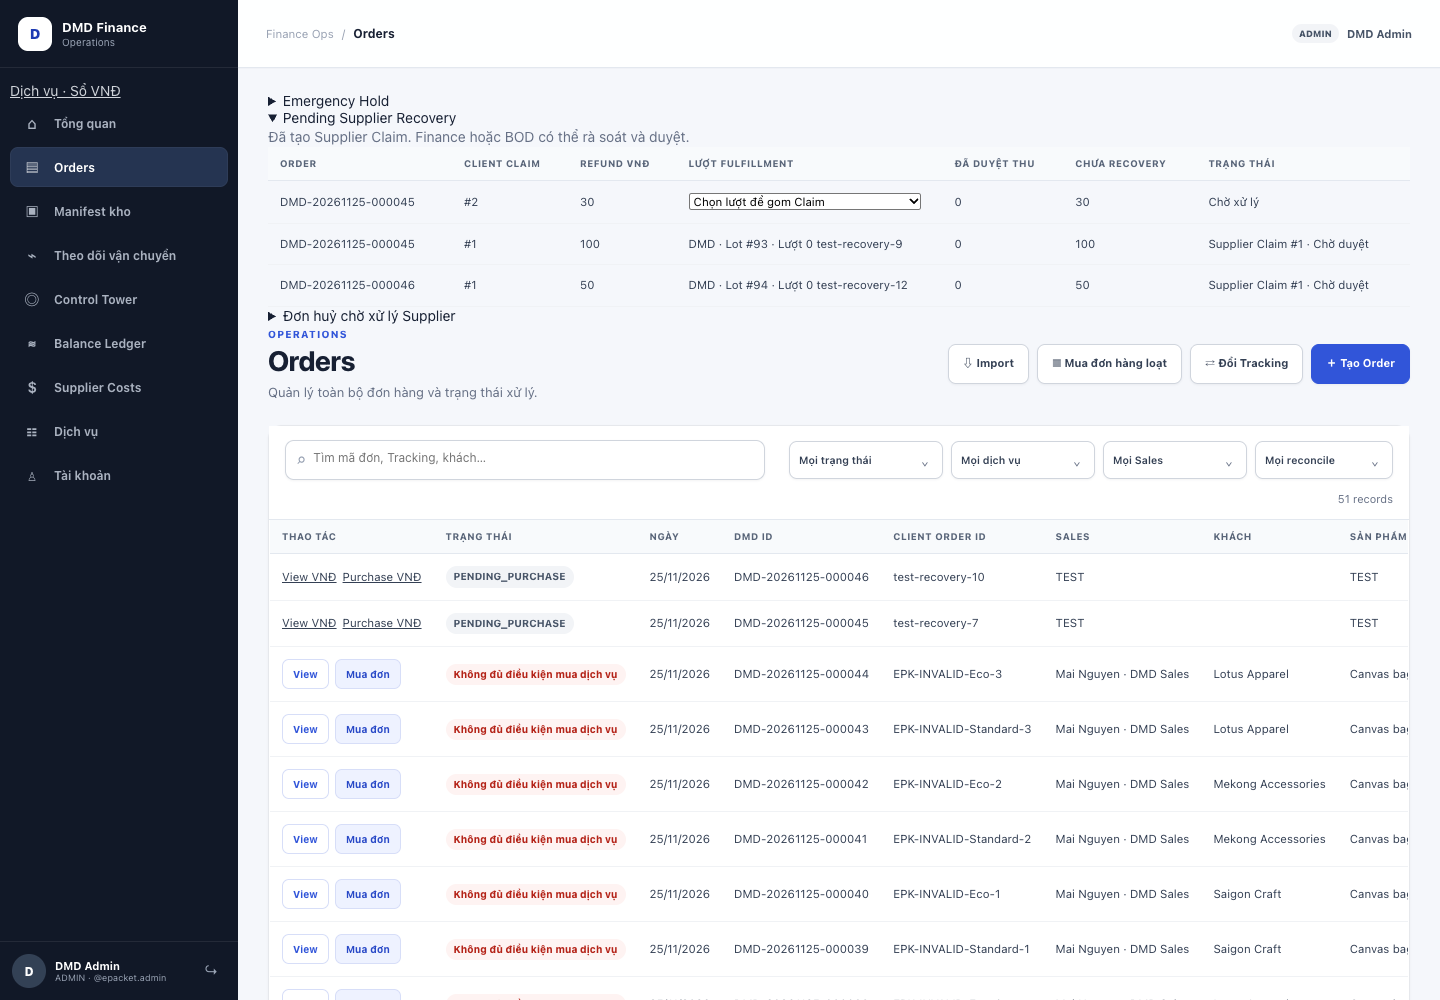 D
DMD Finance
Operations
Finance Ops / Orders
ADMIN DMD Admin
Dịch vụ · Sổ VNĐ
Tổng quan
Orders
Manifest kho
Theo dõi vận chuyển
Control Tower
Balance Ledger
$ Supplier Costs
Dịch vụ
Tài khoản
D
DMD Admin
ADMIN · @epacket.admin
▶ Emergency Hold
▼ Pending Supplier Recovery
Đã tạo Supplier Claim. Finance hoặc BOD có thể rà soát và duyệt.
ORDER CLIENT CLAIM REFUND VNĐ LƯỢT FULFILLMENT ĐÃ DUYỆT THU CHƯA RECOVERY TRẠNG THÁI
DMD-20261125-000045 #2 30 Chọn lượt để gom Claim 0 30 Chờ xử lý
DMD-20261125-000045 #1 100 DMD · Lot #93 · Lượt 0 test-recovery-9 0 100 Supplier Claim #1 · Chờ duyệt
DMD-20261125-000046 #1 50 DMD · Lot #94 · Lượt 0 test-recovery-12 0 50 Supplier Claim #1 · Chờ duyệt
▶ Đơn huỷ chờ xử lý Supplier
OPERATIONS
Orders
Quản lý toàn bộ đơn hàng và trạng thái xử lý.
⇩ Import
▦ Mua đơn hàng loạt
⇄ Đổi Tracking
+ Tạo Order
Tìm mã đơn, Tracking, khách...
Mọi trạng thái
Mọi dịch vụ
Mọi Sales
Mọi reconcile
51 records
THAO TÁC TRẠNG THÁI NGÀY DMD ID CLIENT ORDER ID SALES KHÁCH SẢN PHẨM
View VNĐ Purchase VNĐ PENDING_PURCHASE 25/11/2026 DMD-20261125-000046 test-recovery-10 TEST TEST
View VNĐ Purchase VNĐ PENDING_PURCHASE 25/11/2026 DMD-20261125-000045 test-recovery-7 TEST TEST
View Mua đơn Không đủ điều kiện mua dịch vụ 25/11/2026 DMD-20261125-000044 EPK-INVALID-Eco-3 Mai Nguyen · DMD Sales Lotus Apparel Canvas
View Mua đơn Không đủ điều kiện mua dịch vụ 25/11/2026 DMD-20261125-000043 EPK-INVALID-Standard-3 Mai Nguyen · DMD Sales Lotus Apparel Canvas
View Mua đơn Không đủ điều kiện mua dịch vụ 25/11/2026 DMD-20261125-000042 EPK-INVALID-Eco-2 Mai Nguyen · DMD Sales Mekong Accessories Canvas
View Mua đơn Không đủ điều kiện mua dịch vụ 25/11/2026 DMD-20261125-000041 EPK-INVALID-Standard-2 Mai Nguyen · DMD Sales Mekong Accessories Canvas
View Mua đơn Không đủ điều kiện mua dịch vụ 25/11/2026 DMD-20261125-000040 EPK-INVALID-Eco-1 Mai Nguyen · DMD Sales Saigon Craft Canvas
View Mua đơn Không đủ điều kiện mua dịch vụ 25/11/2026 DMD-20261125-000039 EPK-INVALID-Standard-1 Mai Nguyen · DMD Sales Saigon Craft Canvas